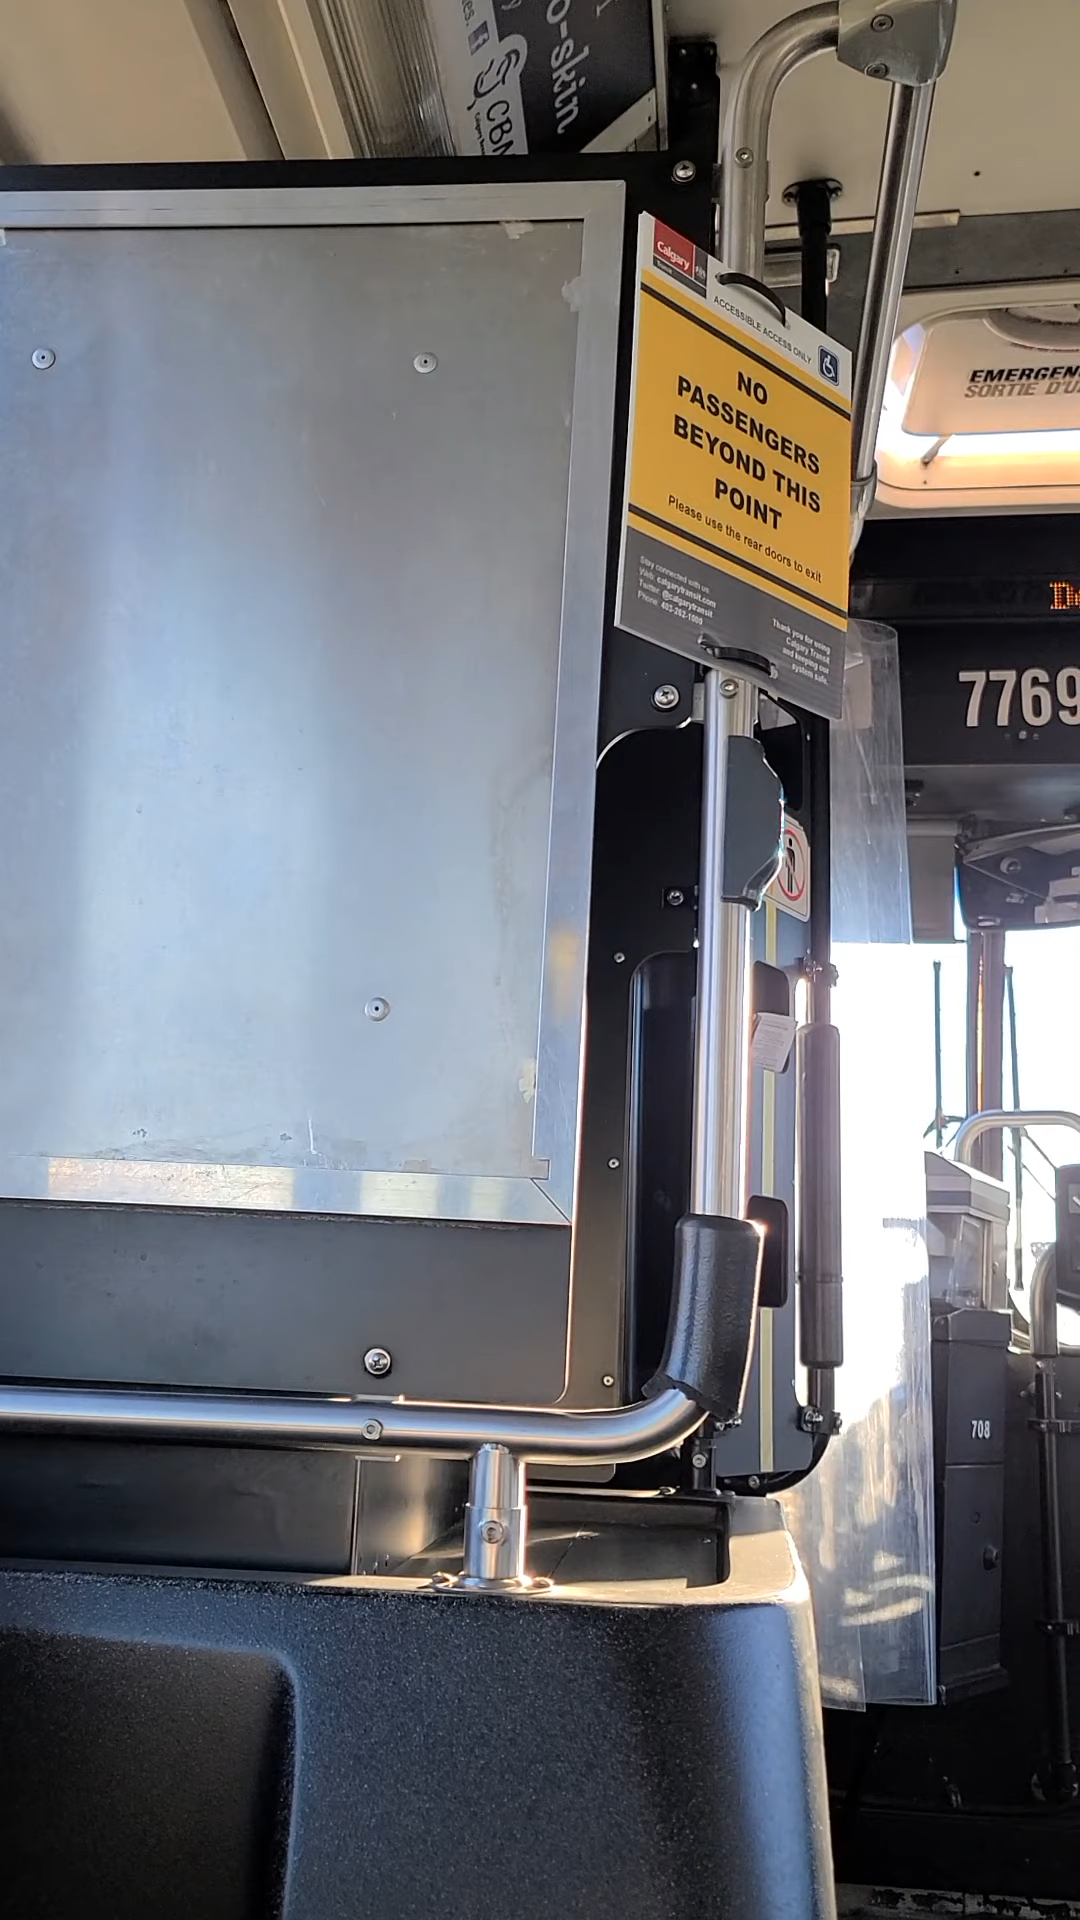 o-skin
CBM
Calgary
Transit
ACCESSIBLE ACCESS ONLY
NO
PASSENGERS
BEYOND THIS
POINT
Please use the rear doors to exit
Stay connected with us:
Web: calgarytransit.com
Twitter: @calgarytransit
Phone: 403-262-1000
Thank you for using
Calgary Transit
and keeping our
system safe.
EMERGEN
SORTIE D'U
7769
708